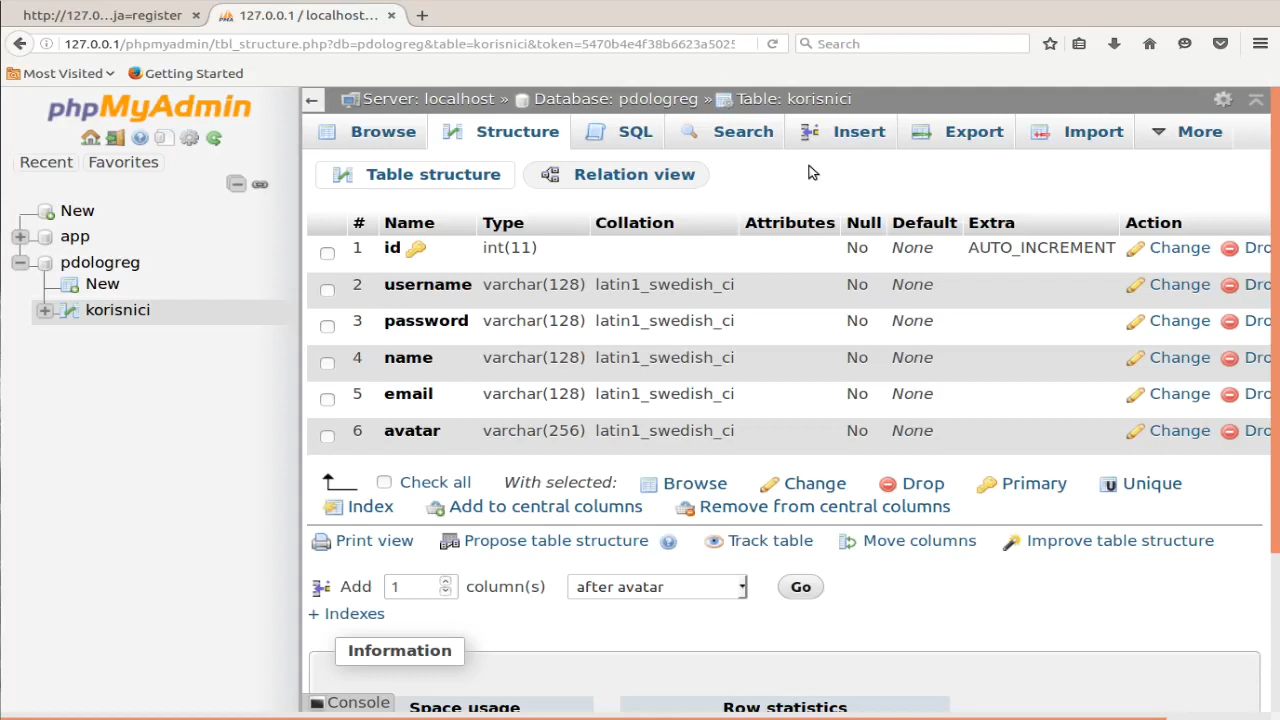 http://127.0...ja=register × 127.0.0.1 / localhost... × +
127.0.0.1/phpmyadmin/tbl_structure.php?db=pdologreg&table=korisnici&token=5470b4e4f38b6623a5025 Search
Most Visited Getting Started
phpMyAdmin
Recent Favorites
New
app
pdologreg
New
korisnici
← Server: localhost » Database: pdologreg » Table: korisnici
Browse Structure SQL Search Insert Export Import More
Table structure Relation view
# Name Type Collation Attributes Null Default Extra Action
1 id int(11) No None AUTO_INCREMENT Change Dro
2 username varchar(128) latin1_swedish_ci No None Change Dro
3 password varchar(128) latin1_swedish_ci No None Change Dro
4 name varchar(128) latin1_swedish_ci No None Change Dro
5 email varchar(128) latin1_swedish_ci No None Change Dro
6 avatar varchar(256) latin1_swedish_ci No None Change Dro
Check all With selected: Browse Change Drop Primary Unique
Index Add to central columns Remove from central columns
Print view Propose table structure Track table Move columns Improve table structure
Add 1 column(s) after avatar Go
+ Indexes
Information
Console
Space usage Row statistics